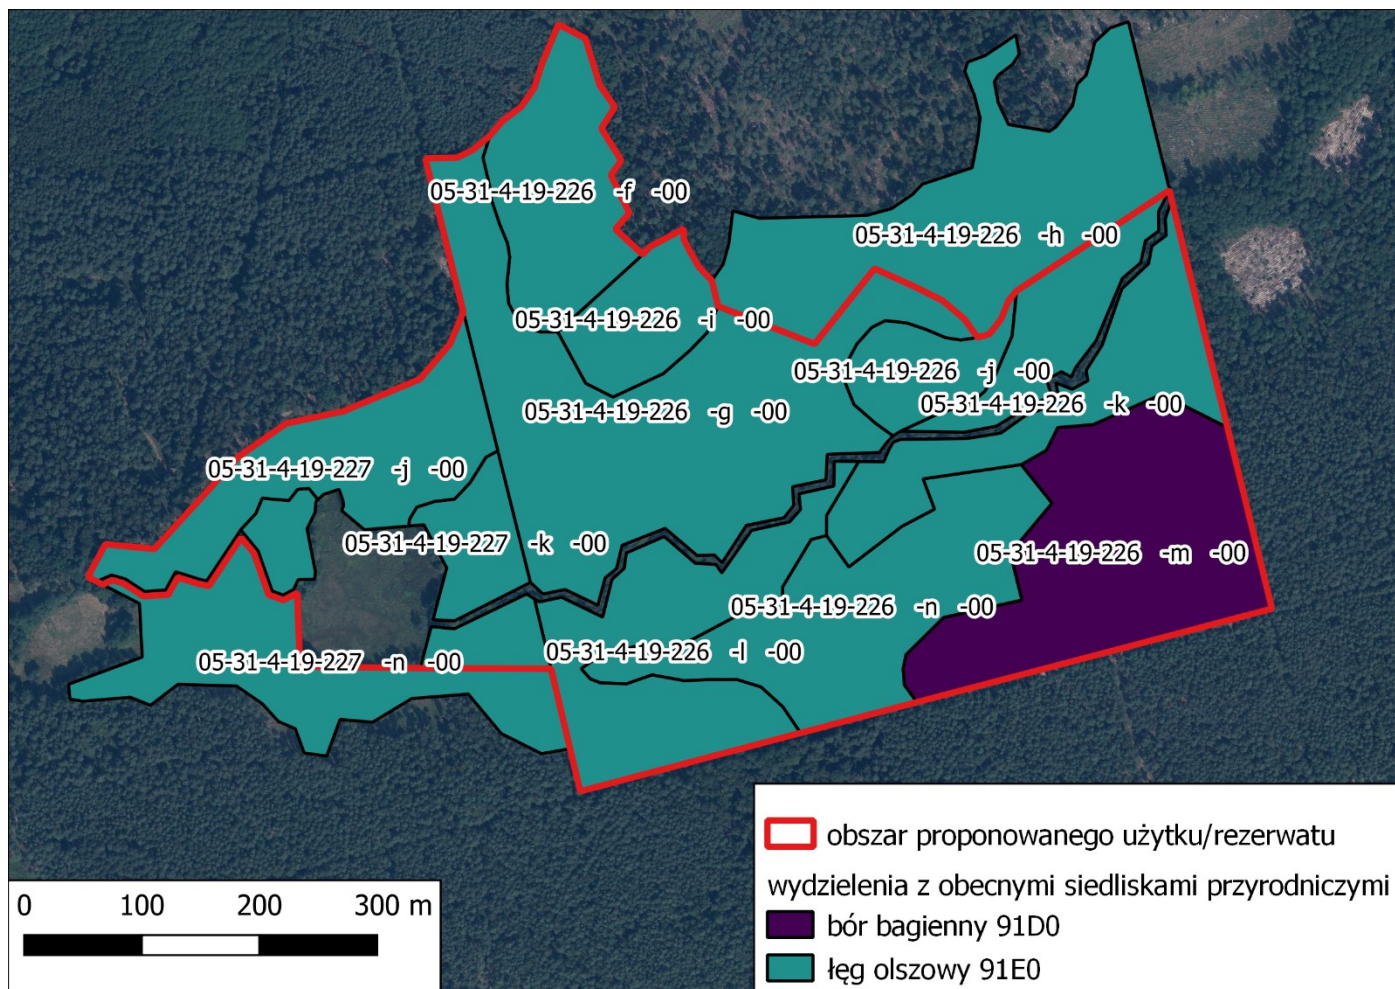 05-31-4-19-226 -f -00
05-31-4-19-226 -h -00
05-31-4-19-226 -i -00
05-31-4-19-226 -j -00
05-31-4-19-226 -k -00
05-31-4-19-226 -g -00
05-31-4-19-227 -j -00
05-31-4-19-227 -k -00
05-31-4-19-226 -m -00
05-31-4-19-226 -n -00
05-31-4-19-226 -l -00
05-31-4-19-227 -n -00
obszar proponowanego użytku/rezerwatu
wydzielenia z obecnymi siedliskami przyrodniczymi
bór bagienny 91D0
łęg olszowy 91E0
0 100 200 300 m